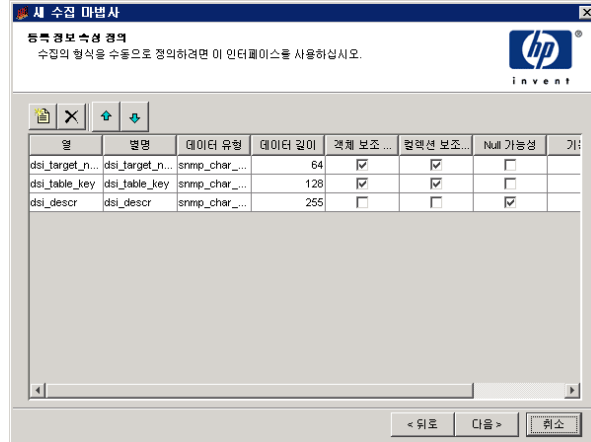 새 수집 마법사
등록 정보 속성 정의
수집의 형식을 수동으로 정의하려면 이 인터페이스를 사용하십시오.
hp
®
invent
열 별명 데이터 유형 데이터 길이 객체 보조 ... 컬렉션 보조... Null 가능성
dsi_target_n... dsi_target_n... snmp_char_... 64
dsi_table_key dsi_table_key snmp_char_... 128
dsi_descr dsi_descr snmp_char_... 255
< 뒤로 다음 > 취소